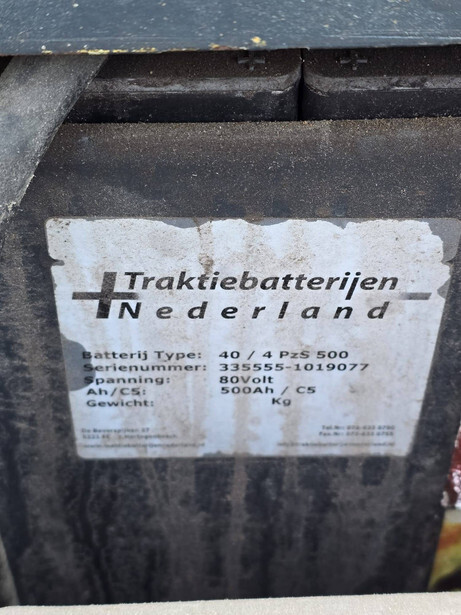 + +
Traktiebatterijen
Nederland
Batterij Type: 40 / 4 PzS 500
Serienummer: 335555-1019077
Spanning: 80Volt
Ah/C5: 500Ah / C5
Gewicht: Kg